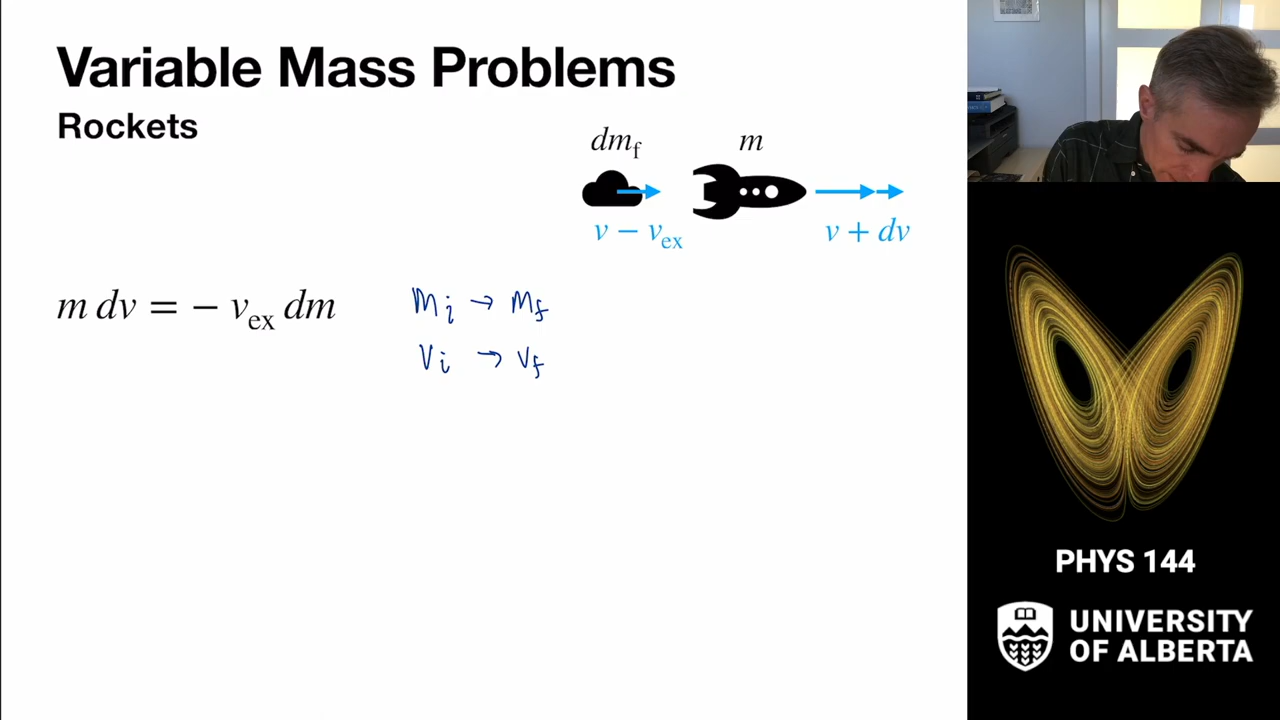 Variable Mass Problems
Rockets
dm_f m
v − v_ex v + dv
m dv = − v_ex dm
m_i → m_f
v_i → v_f
PHYS 144
UNIVERSITY
OF ALBERTA